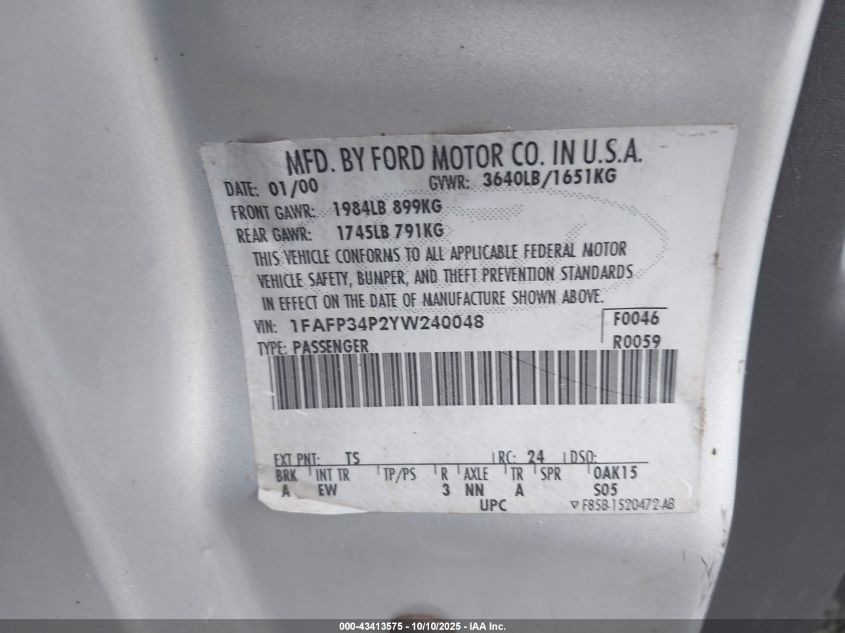 MFD. BY FORD MOTOR CO. IN U.S.A.
DATE: 01/00 GVWR: 3640LB/1651KG
FRONT GAWR: 1984LB 899KG
REAR GAWR: 1745LB 791KG
THIS VEHICLE CONFORMS TO ALL APPLICABLE FEDERAL MOTOR
VEHICLE SAFETY, BUMPER, AND THEFT PREVENTION STANDARDS
IN EFFECT ON THE DATE OF MANUFACTURE SHOWN ABOVE.
VIN: 1FAFP34P2YW240048 F0046
TYPE: PASSENGER R0059
EXT PNT: TS RC: 24 DSO:
BRK INT TR TP/PS R AXLE TR SPR 0AK15
A EW 3 NN A S05
UPC F85B-1520472-AB
000-43413575 - 10/10/2025 - IAA Inc.